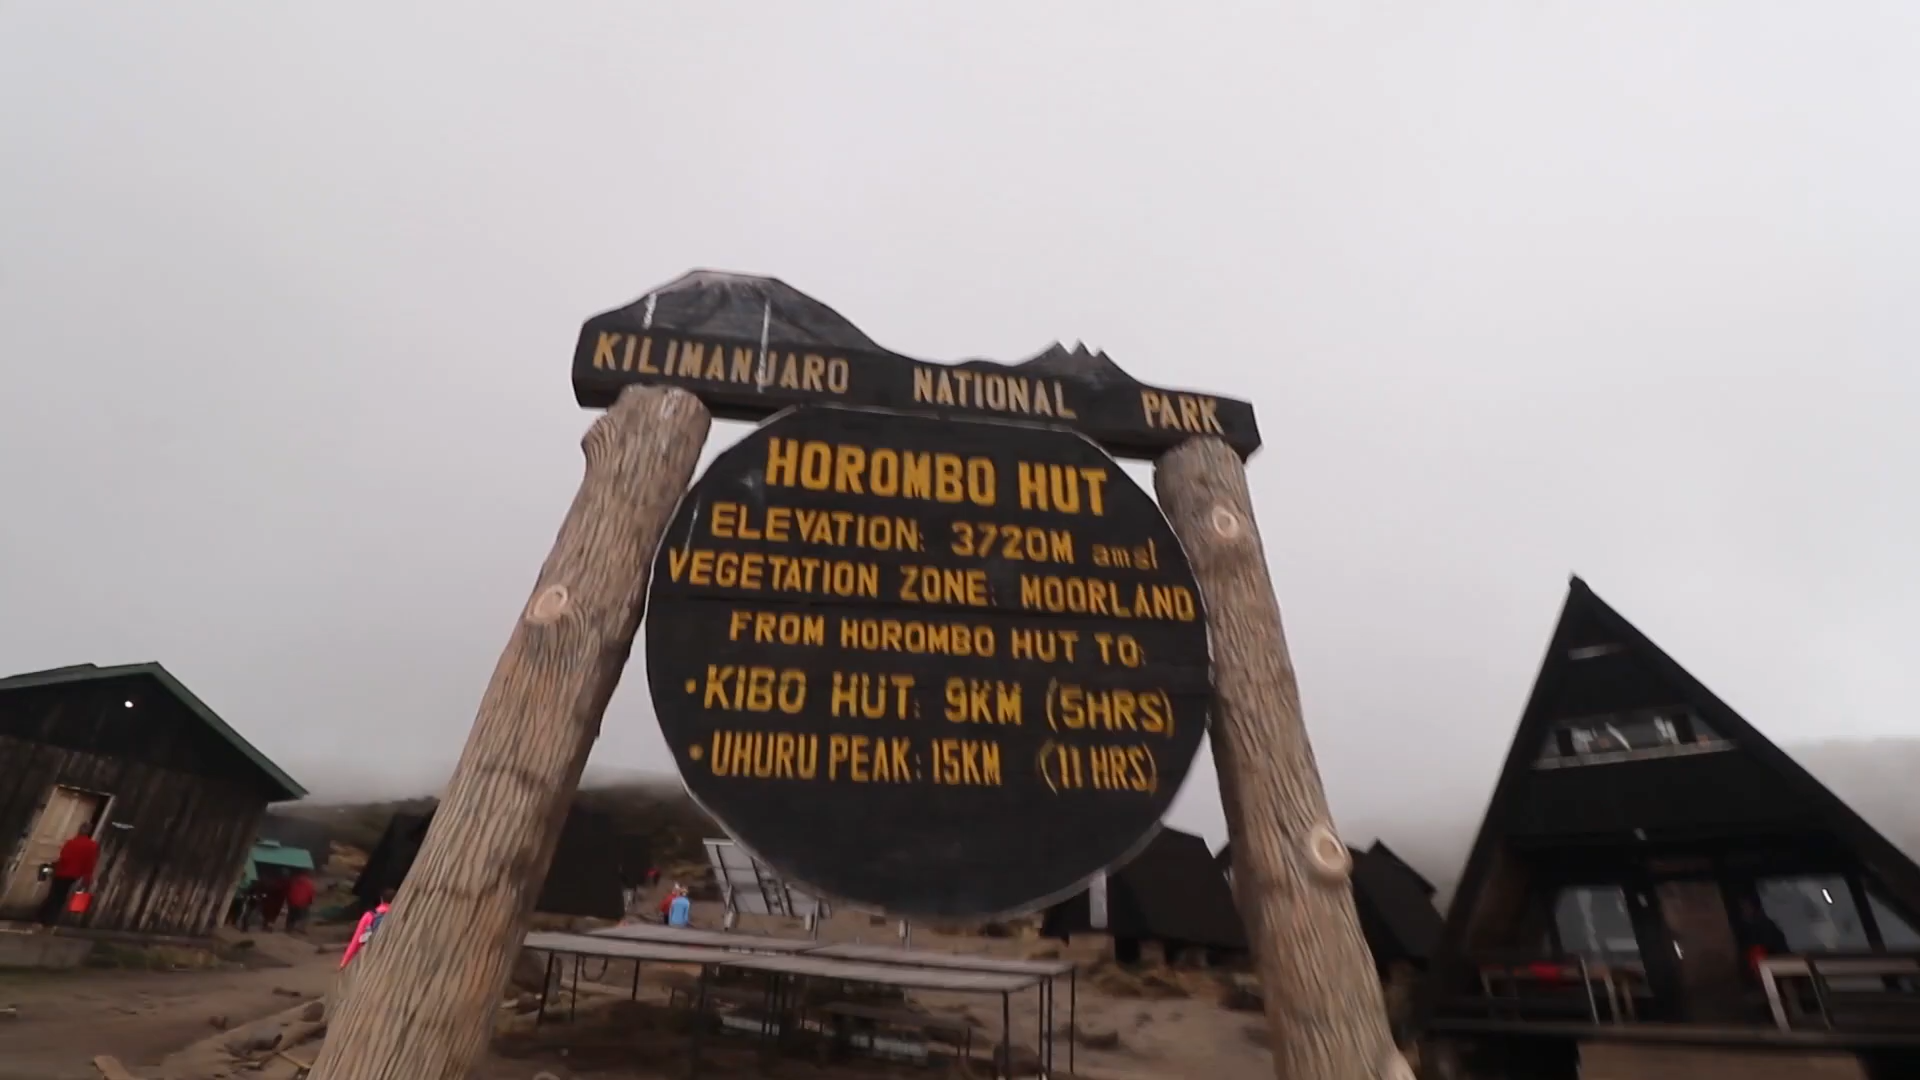 KILIMANJARO NATIONAL PARK
HOROMBO HUT
ELEVATION: 3720M amsl
VEGETATION ZONE: MOORLAND
FROM HOROMBO HUT TO:
• KIBO HUT: 9KM (5HRS)
• UHURU PEAK: 15KM (11 HRS)